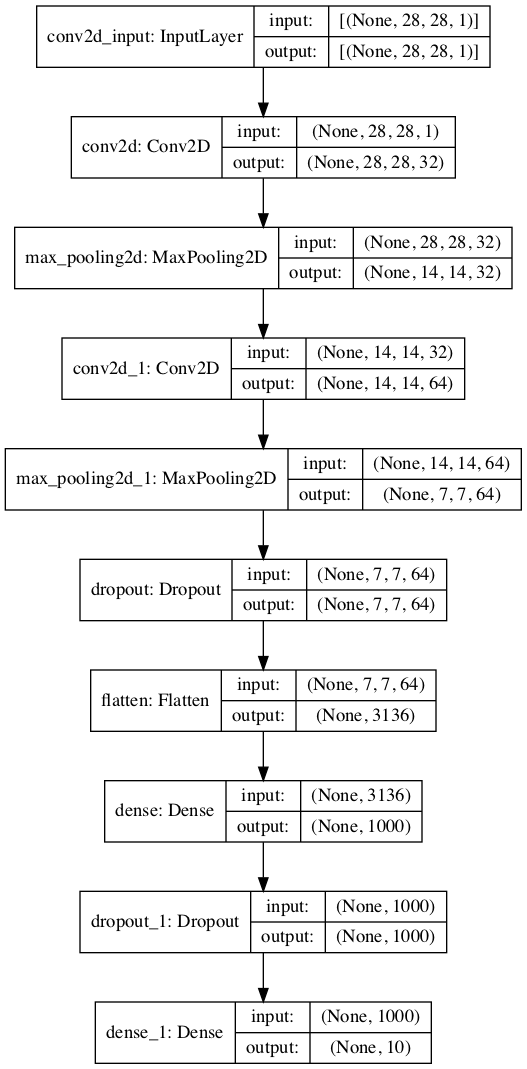 conv2d_input: InputLayer
input: [(None, 28, 28, 1)]
output: [(None, 28, 28, 1)]
conv2d: Conv2D
input: (None, 28, 28, 1)
output: (None, 28, 28, 32)
max_pooling2d: MaxPooling2D
input: (None, 28, 28, 32)
output: (None, 14, 14, 32)
conv2d_1: Conv2D
input: (None, 14, 14, 32)
output: (None, 14, 14, 64)
max_pooling2d_1: MaxPooling2D
input: (None, 14, 14, 64)
output: (None, 7, 7, 64)
dropout: Dropout
input: (None, 7, 7, 64)
output: (None, 7, 7, 64)
flatten: Flatten
input: (None, 7, 7, 64)
output: (None, 3136)
dense: Dense
input: (None, 3136)
output: (None, 1000)
dropout_1: Dropout
input: (None, 1000)
output: (None, 1000)
dense_1: Dense
input: (None, 1000)
output: (None, 10)